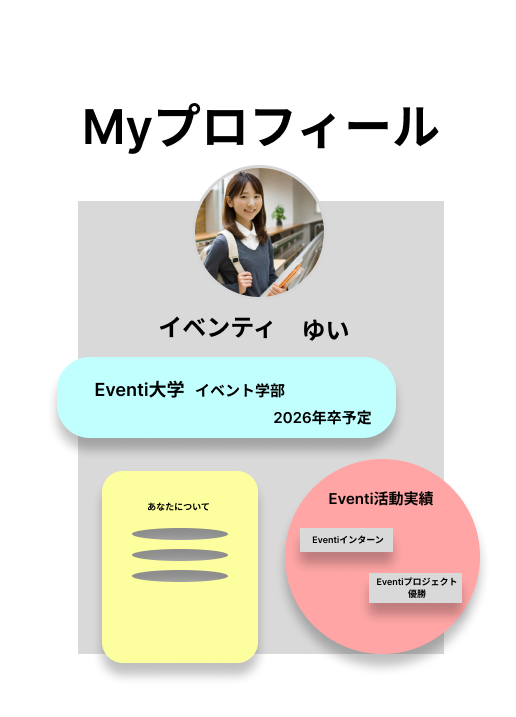 Myプロフィール
イベンティ　ゆい
Eventi大学 イベント学部
2026年卒予定
あなたについて
Eventi活動実績
Eventiインターン
Eventiプロジェクト
優勝